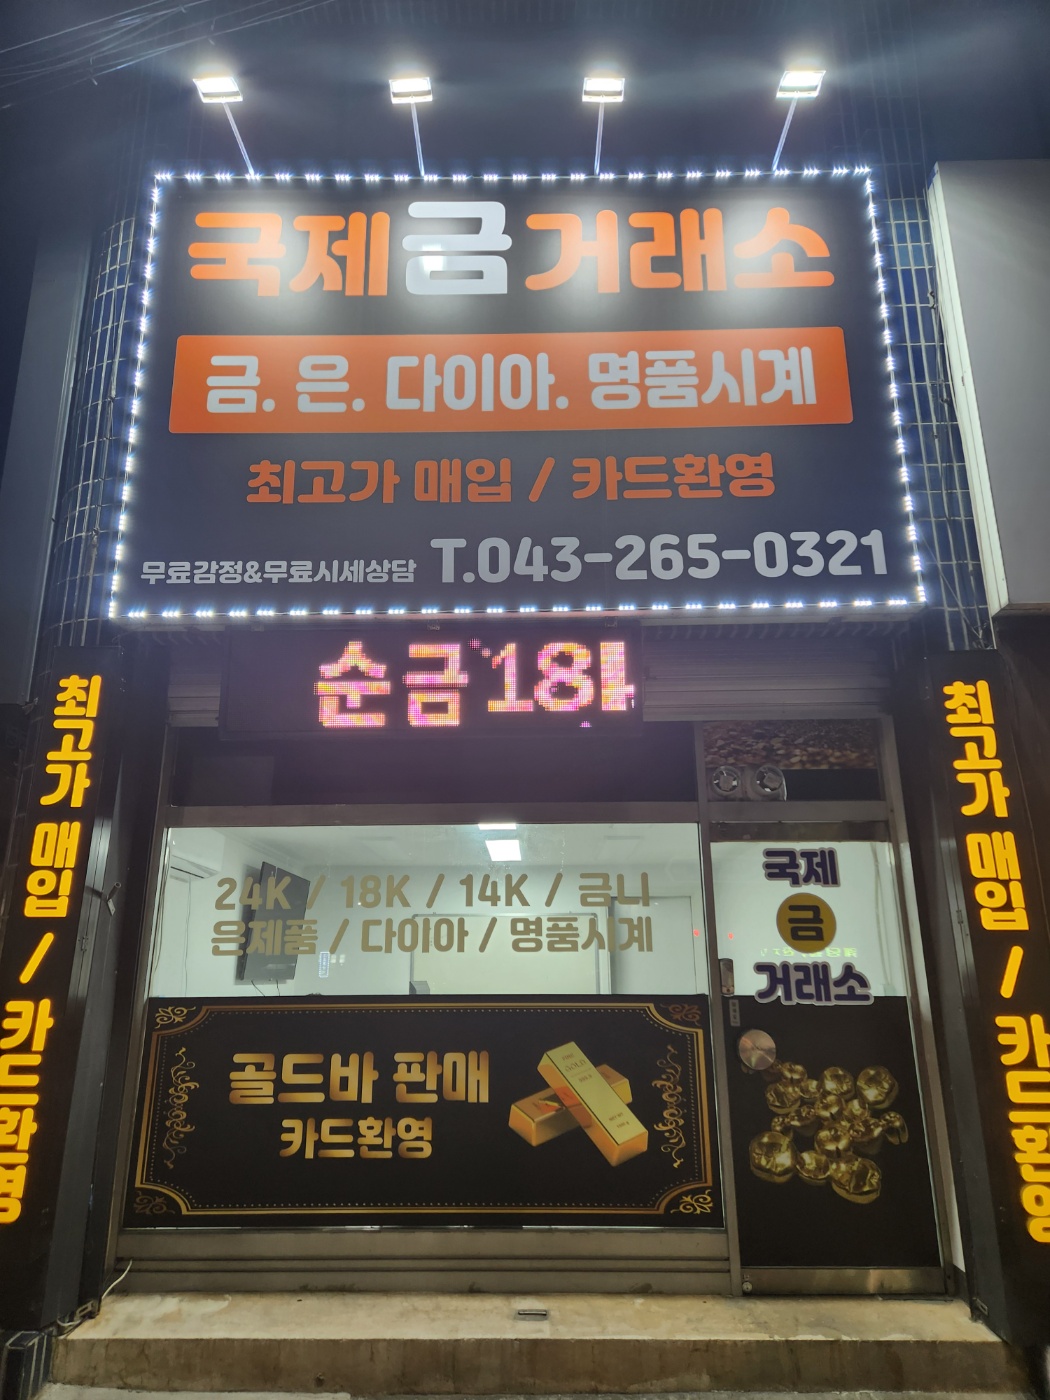 국제금거래소
금. 은. 다이아. 명품시계
최고가 매입 / 카드환영
무료감정&무료시세상담 T.043-265-0321
순금 18k
최고가 매입 / 카드환영
24K / 18K / 14K / 금니
은제품 / 다이아 / 명품시계
국제
금
거래소
골드바 판매
카드환영
GOLD
최고가 매입 / 카드환영